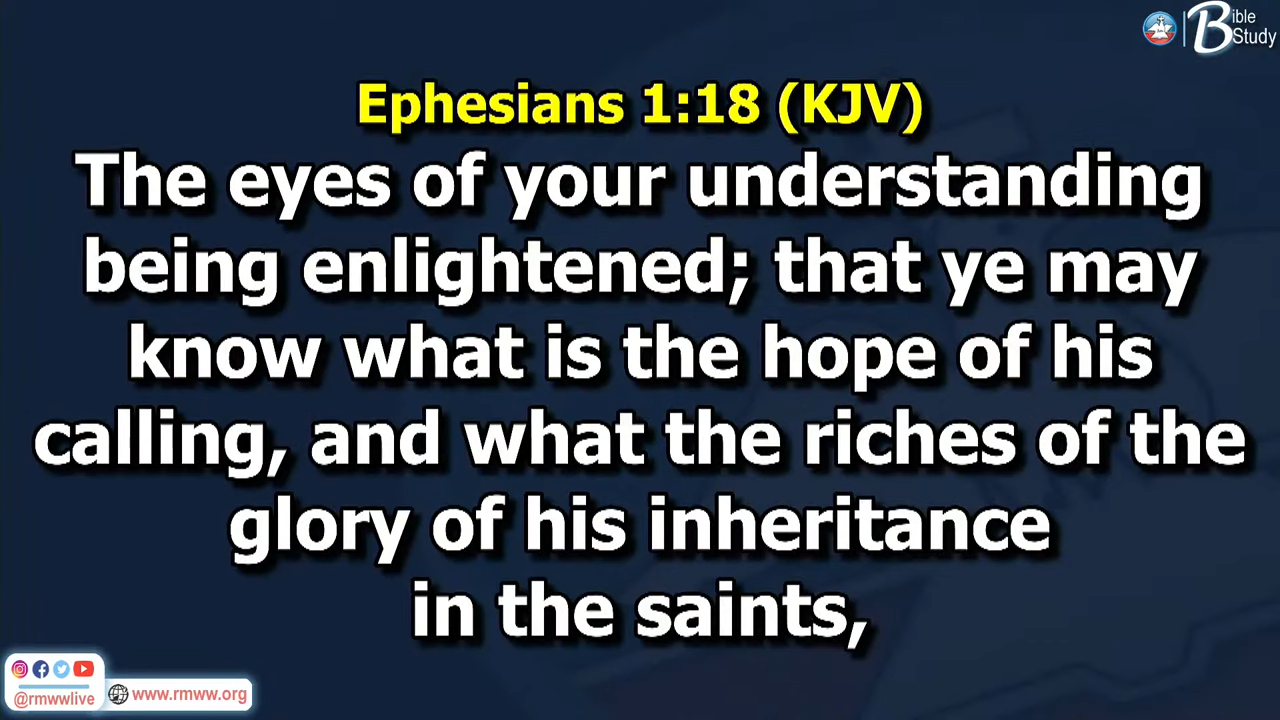 Bible
Study
Ephesians 1:18 (KJV)
The eyes of your understanding
being enlightened; that ye may
know what is the hope of his
calling, and what the riches of the
glory of his inheritance
in the saints,
@rmwwlive
www.rmww.org